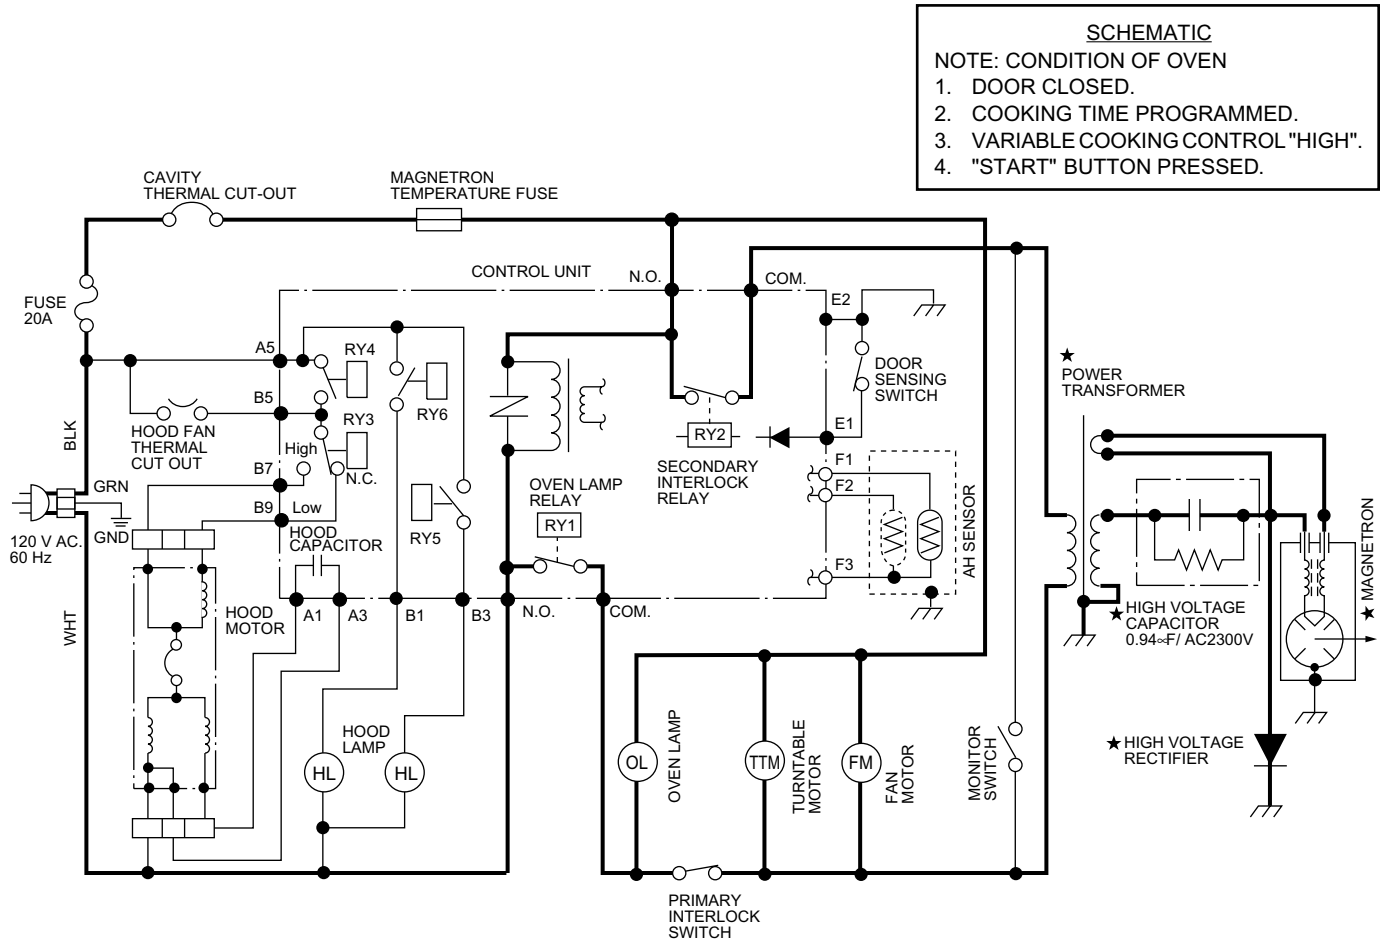 SCHEMATIC
NOTE: CONDITION OF OVEN
1. DOOR CLOSED.
2. COOKING TIME PROGRAMMED.
3. VARIABLE COOKING CONTROL "HIGH".
4. "START" BUTTON PRESSED.
CAVITY
THERMAL CUT-OUT
MAGNETRON
TEMPERATURE FUSE
CONTROL UNIT
N.O.
COM.
FUSE
20A
E2
A5
RY4
DOOR
SENSING
SWITCH
★
POWER
TRANSFORMER
B5
RY3
RY6
RY2
E1
HOOD FAN
THERMAL
CUT OUT
BLK
High
N.C.
SECONDARY
INTERLOCK
RELAY
F1
F2
B7
GRN
OVEN LAMP
RELAY
RY1
B9
Low
HOOD
CAPACITOR
RY5
AH SENSOR
120 V AC.
60 Hz
GND
F3
HOOD
MOTOR
A1
A3
B1
B3
N.O.
COM.
WHT
★ HIGH VOLTAGE
CAPACITOR
0.94∝F/ AC2300V
★ MAGNETRON
HOOD
LAMP
HL
HL
OL
OVEN LAMP
TTM
TURNTABLE
MOTOR
FM
FAN
MOTOR
MONITOR
SWITCH
★ HIGH VOLTAGE
RECTIFIER
PRIMARY
INTERLOCK
SWITCH